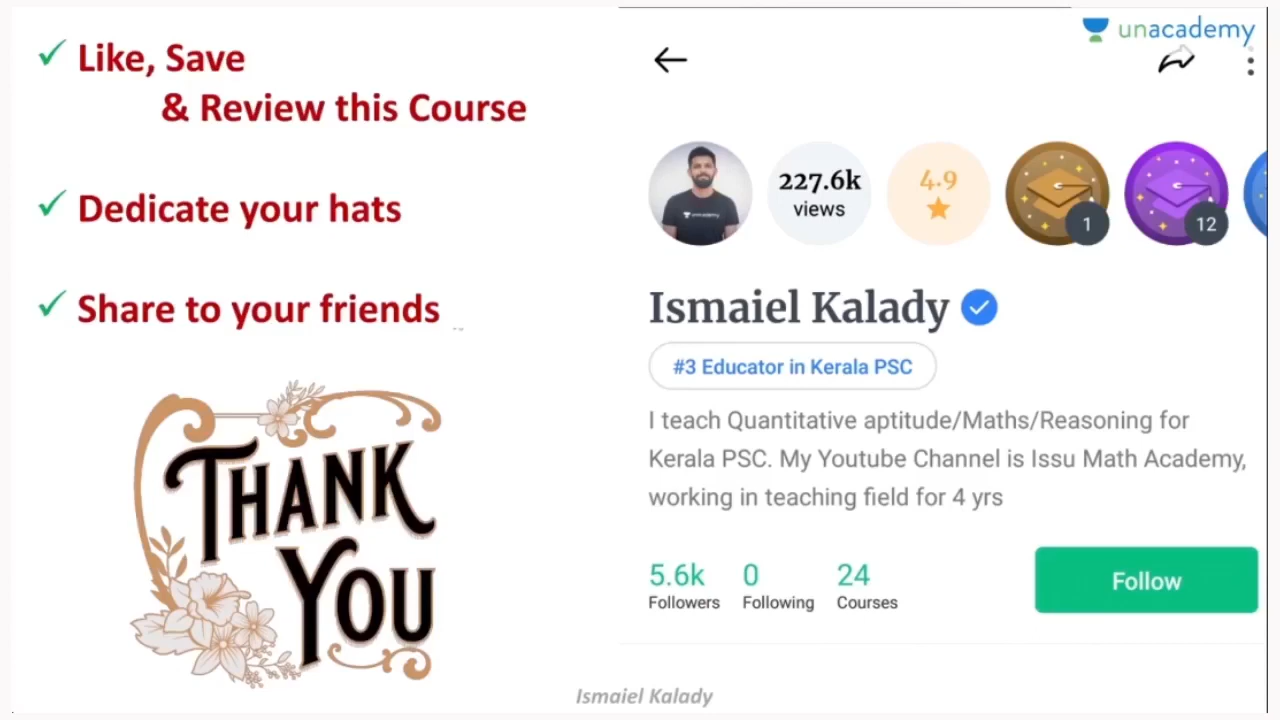 Like, Save
& Review this Course
Dedicate your hats
Share to your friends
THANK
YOU
unacademy
227.6k
views
4.9
1
12
unacademy
Ismaiel Kalady
#3 Educator in Kerala PSC
I teach Quantitative aptitude/Maths/Reasoning for
Kerala PSC. My Youtube Channel is Issu Math Academy,
working in teaching field for 4 yrs
5.6k 0 24
Followers Following Courses
Follow
Ismaiel Kalady